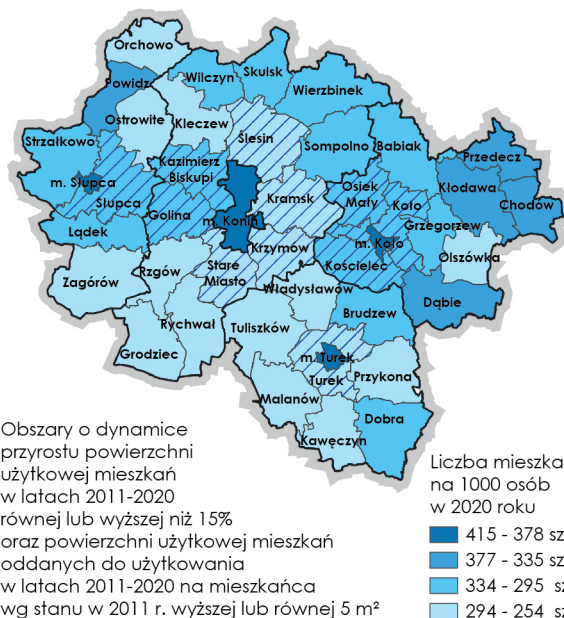 Orchowo
Powidz
Wilczyn
Skulsk
Wierzbinek
Ostrowite
Kleczew
Ślesin
Strzałkowo
Sompolno
Babiak
Przedecz
Kazimierz
Biskupi
m. Słupca
Słupca
Kłodawa
Chodów
Osiek
Mały
Koło
Kramsk
Golina
m. Konin
Grzegorzew
Lądek
m. Koło
Olszówka
Krzymów
Kościelec
Stare
Miasto
Rzgów
Zagórów
Władysławów
Dąbie
Brudzew
Rychwał
Tuliszków
Grodziec
m. Turek
Turek
Przykona
Malanów
Dobra
Kawęczyn
Obszary o dynamice
przyrostu powierzchni
użytkowej mieszkań
w latach 2011-2020
równej lub wyższej niż 15%
oraz powierzchni użytkowej mieszkań
oddanych do użytkowania
w latach 2011-2020 na mieszkańca
wg stanu w 2011 r. wyższej lub równej 5 m²
Liczba mieszka
na 1000 osób
w 2020 roku
415 - 378 sz
377 - 335 sz
334 - 295 sz
294 - 254 sz